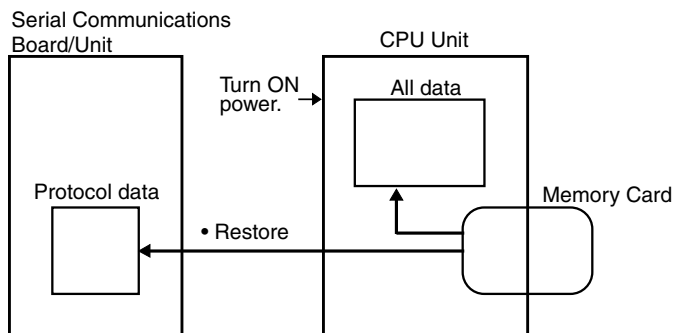 Serial Communications
Board/Unit
CPU Unit
Turn ON
power.
All data
Protocol data
Memory Card
• Restore